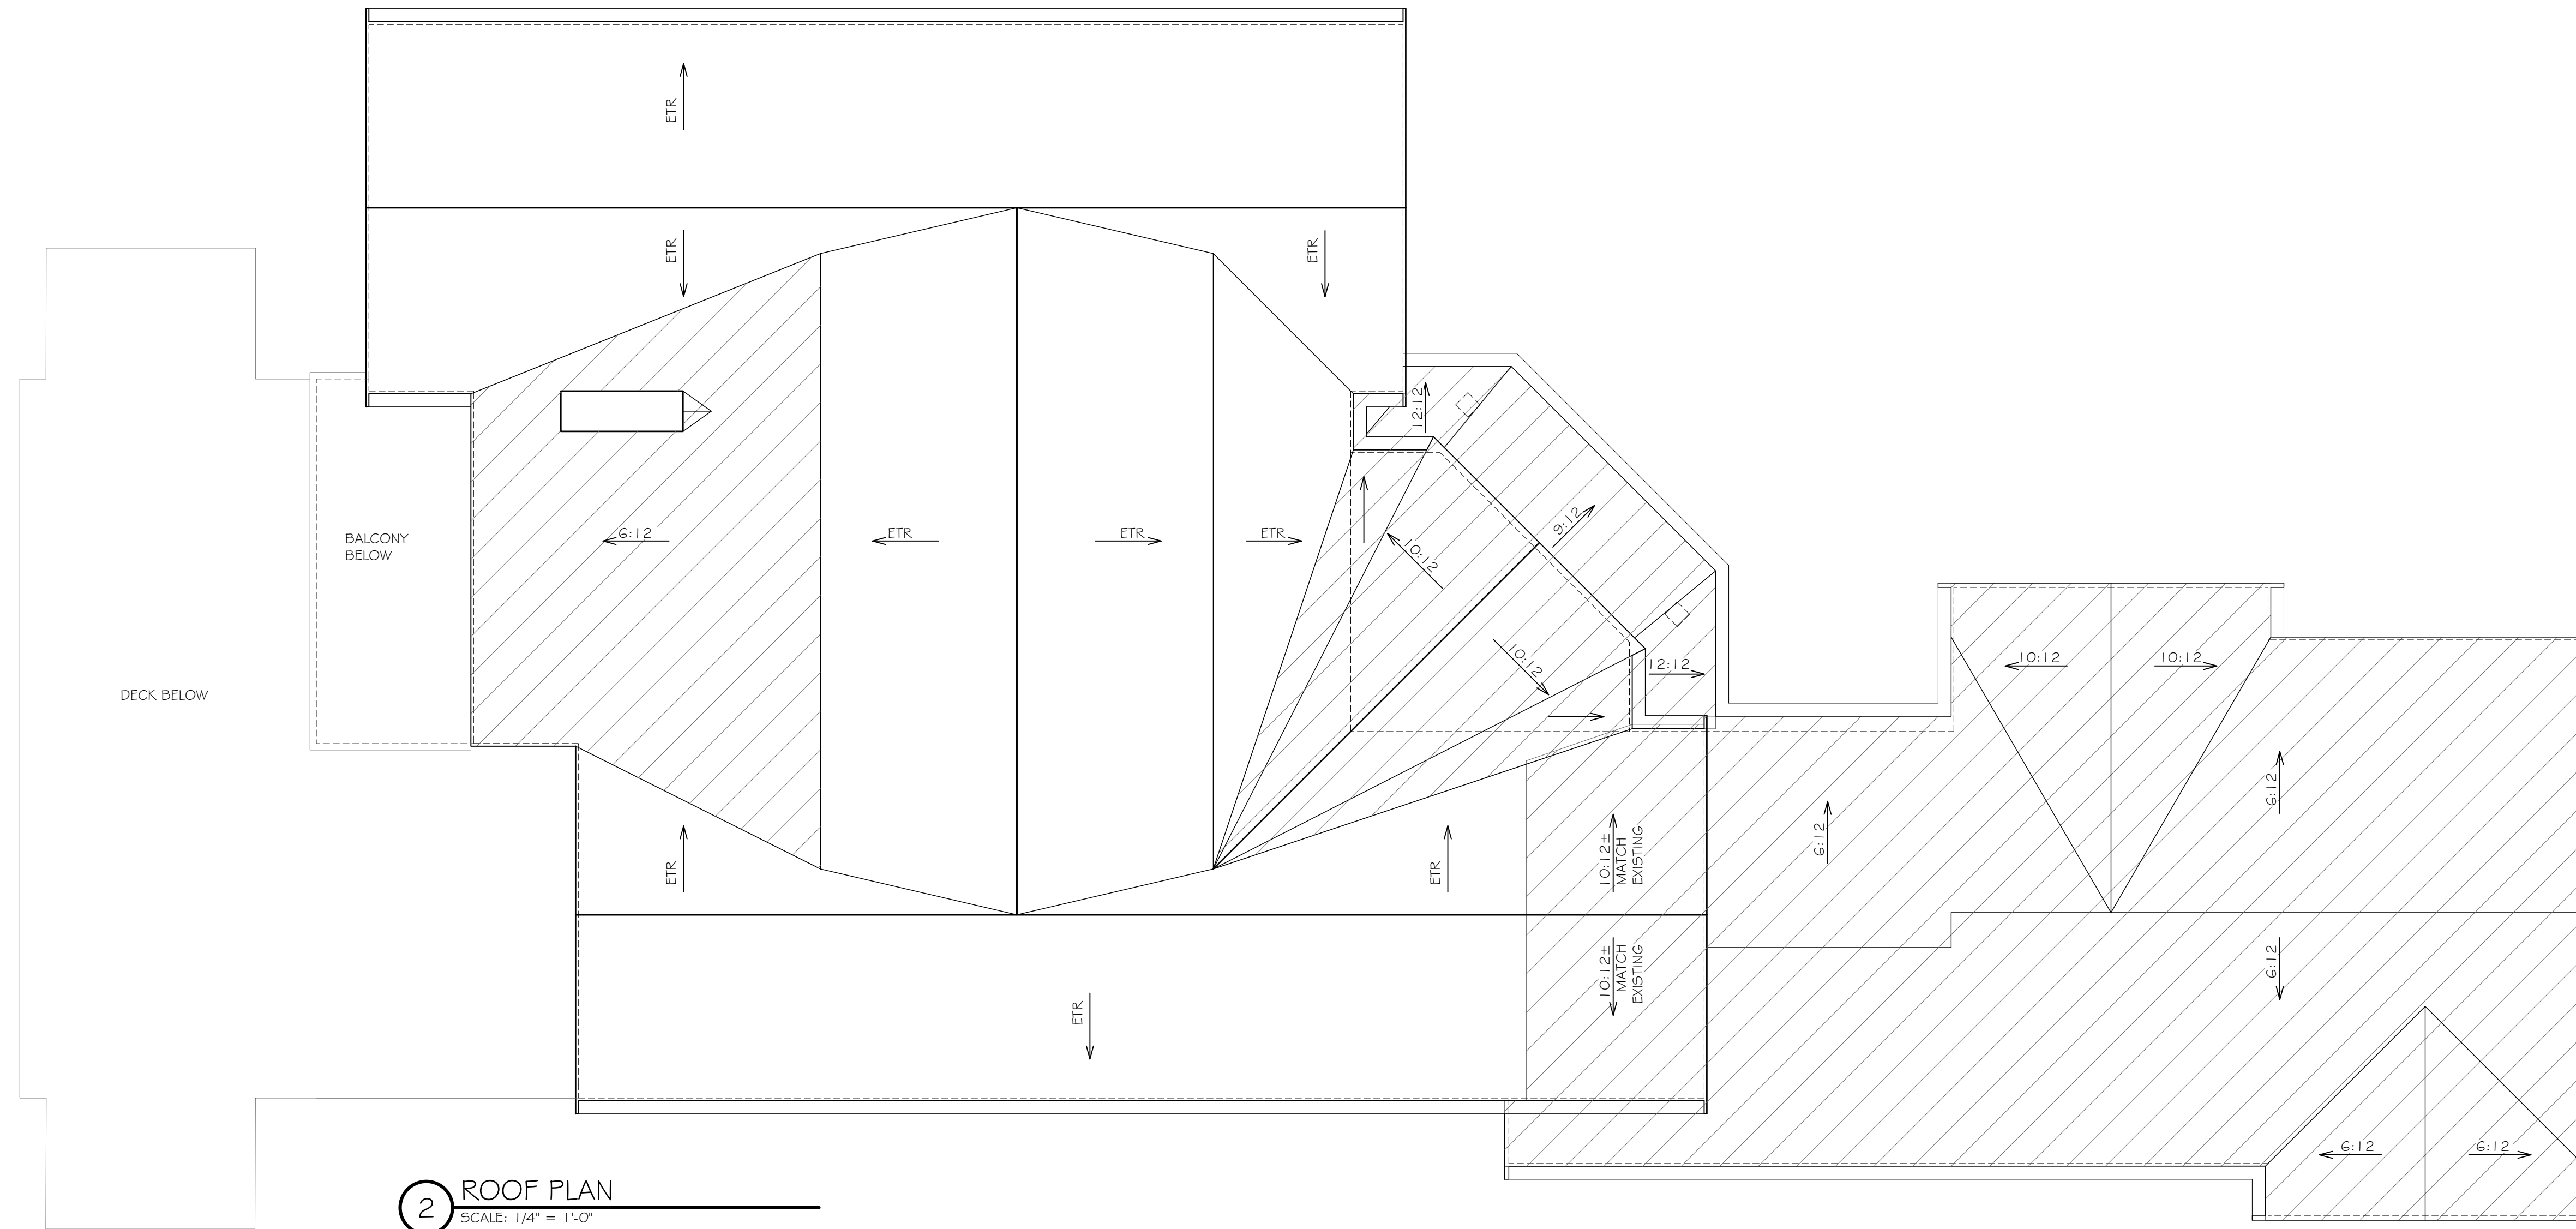 ETR
ETR
ETR
12:12
BALCONY
BELOW
6:12
ETR
ETR
ETR
10:12
9:12
DECK BELOW
10:12
12:12
10:12
10:12
6:12
6:12
ETR
ETR
10:12±
MATCH
EXISTING
10:12±
MATCH
EXISTING
6:12
ETR
6:12
6:12
2
ROOF PLAN
SCALE: 1/4" = 1'-0"